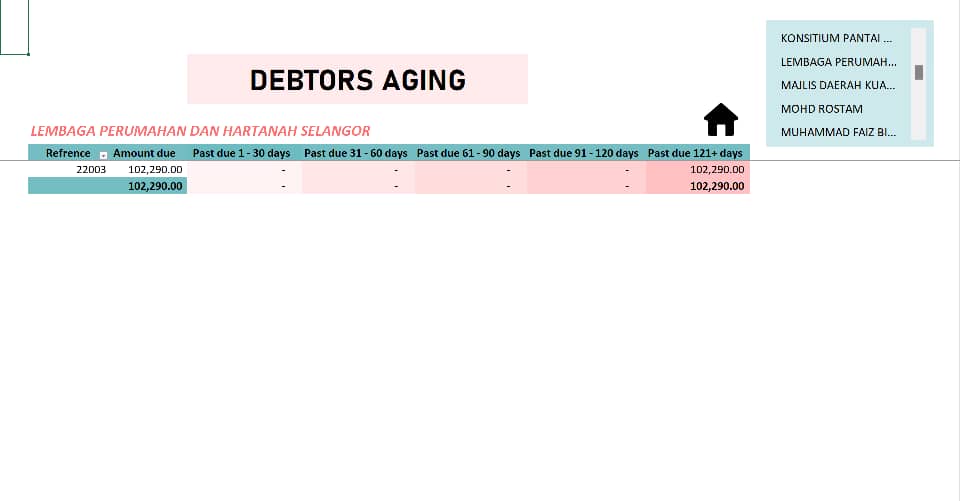 KONSITIUM PANTAI ...
LEMBAGA PERUMAH...
MAJLIS DAERAH KUA...
MOHD ROSTAM
MUHAMMAD FAIZ BI...
DEBTORS AGING
LEMBAGA PERUMAHAN DAN HARTANAH SELANGOR
Refrence Amount due Past due 1 - 30 days Past due 31 - 60 days Past due 61 - 90 days Past due 91 - 120 days Past due 121+ days
22003 102,290.00 - - - - 102,290.00
102,290.00 - - - - 102,290.00